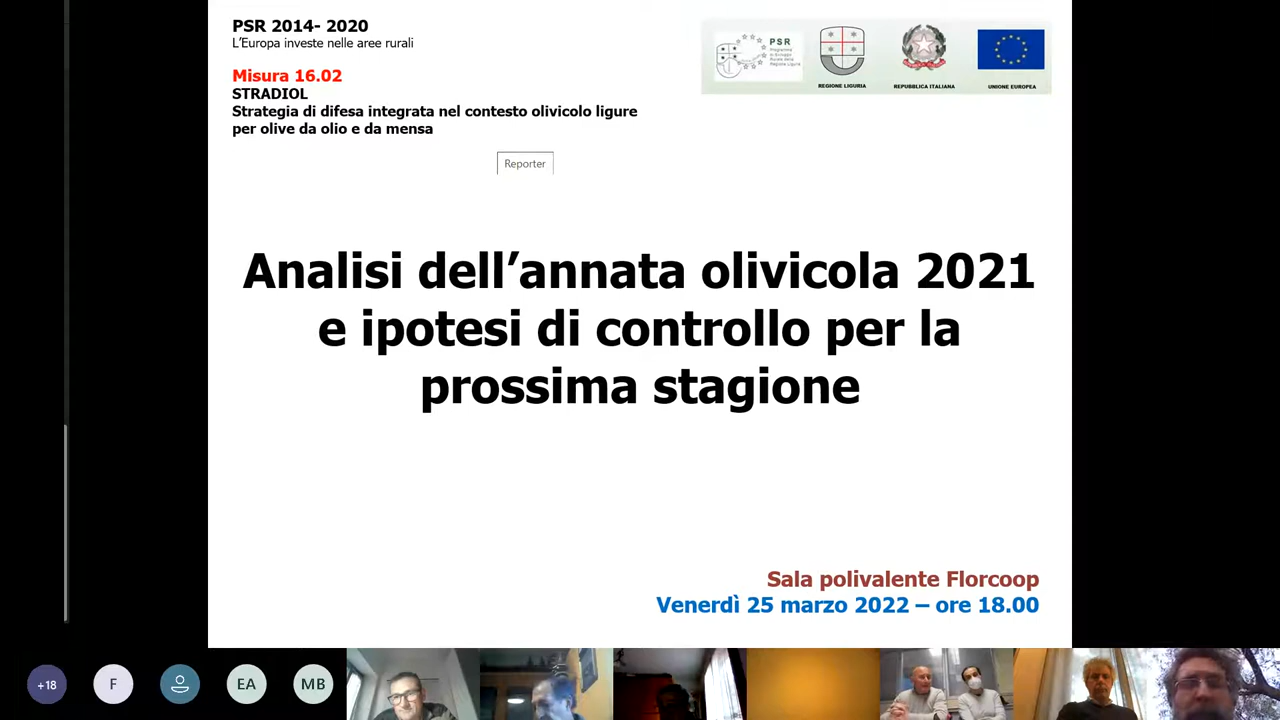 PSR 2014- 2020
L'Europa investe nelle aree rurali
Misura 16.02
STRADIOL
Strategia di difesa integrata nel contesto olivicolo ligure
per olive da olio e da mensa
PSR
REGIONE LIGURIA
REPUBBLICA ITALIANA
UNIONE EUROPEA
Reporter
Analisi dell'annata olivicola 2021
e ipotesi di controllo per la
prossima stagione
Sala polivalente Florcoop
Venerdì 25 marzo 2022 – ore 18.00
+18
F
EA
MB